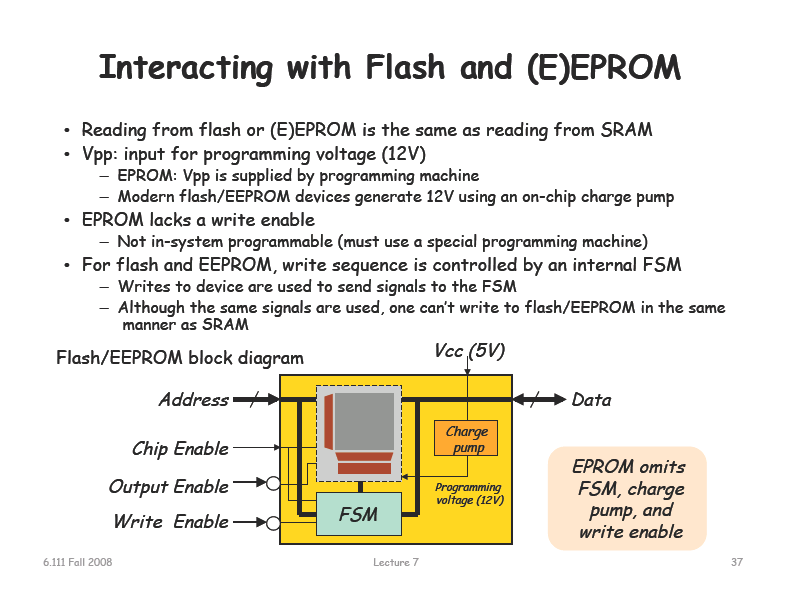 Interacting with Flash and (E)EPROM
• Reading from flash or (E)EPROM is the same as reading from SRAM
• Vpp: input for programming voltage (12V)
– EPROM: Vpp is supplied by programming machine
– Modern flash/EEPROM devices generate 12V using an on-chip charge pump
• EPROM lacks a write enable
– Not in-system programmable (must use a special programming machine)
• For flash and EEPROM, write sequence is controlled by an internal FSM
– Writes to device are used to send signals to the FSM
– Although the same signals are used, one can't write to flash/EEPROM in the same
manner as SRAM
Flash/EEPROM block diagram
Vcc (5V)
Address
Data
Charge
pump
Chip Enable
Output Enable
Write Enable
Programming
voltage (12V)
FSM
EPROM omits
FSM, charge
pump, and
write enable
6.111 Fall 2008
Lecture 7
37